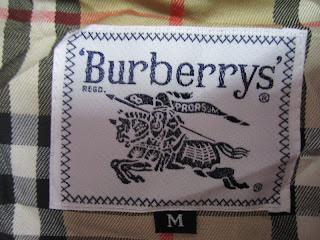 'Burberrys'
REGD. ®
PRORSUM
®
M